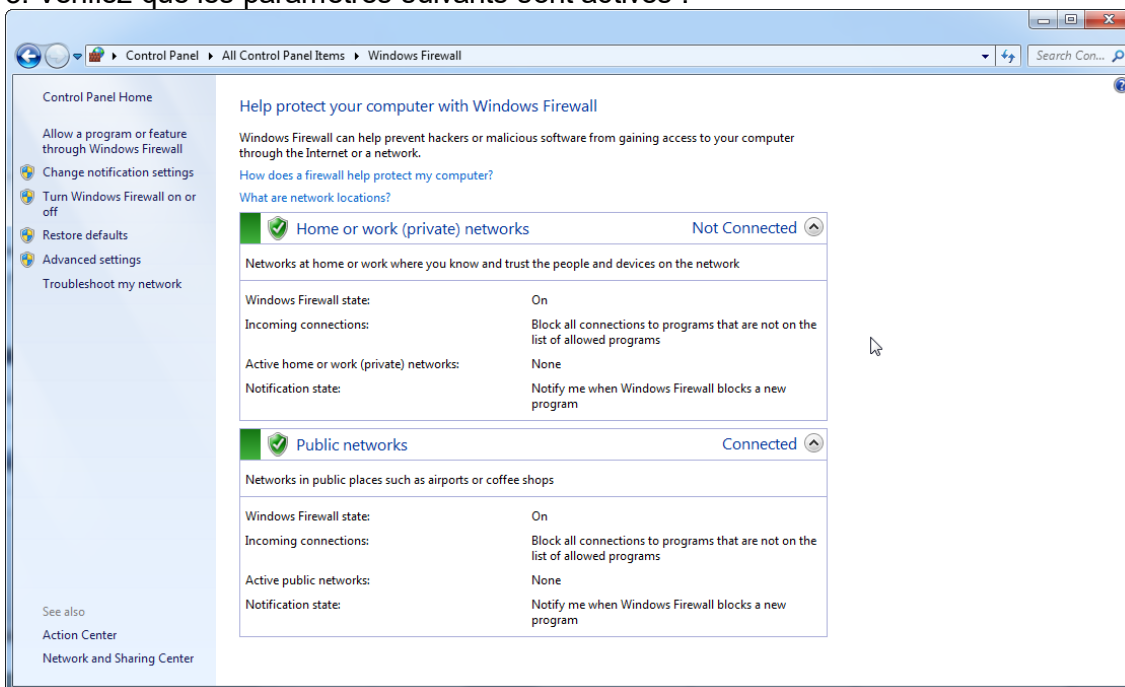 Vérifiez que les paramètres suivants sont activés :
Control Panel ▸ All Control Panel Items ▸ Windows Firewall
Search Con...
Control Panel Home
Allow a program or feature
through Windows Firewall
Change notification settings
Turn Windows Firewall on or
off
Restore defaults
Advanced settings
Troubleshoot my network
See also
Action Center
Network and Sharing Center
Help protect your computer with Windows Firewall
Windows Firewall can help prevent hackers or malicious software from gaining access to your computer
through the Internet or a network.
How does a firewall help protect my computer?
What are network locations?
Home or work (private) networks Not Connected
Networks at home or work where you know and trust the people and devices on the network
Windows Firewall state: On
Incoming connections: Block all connections to programs that are not on the
list of allowed programs
Active home or work (private) networks: None
Notification state: Notify me when Windows Firewall blocks a new
program
Public networks Connected
Networks in public places such as airports or coffee shops
Windows Firewall state: On
Incoming connections: Block all connections to programs that are not on the
list of allowed programs
Active public networks: None
Notification state: Notify me when Windows Firewall blocks a new
program